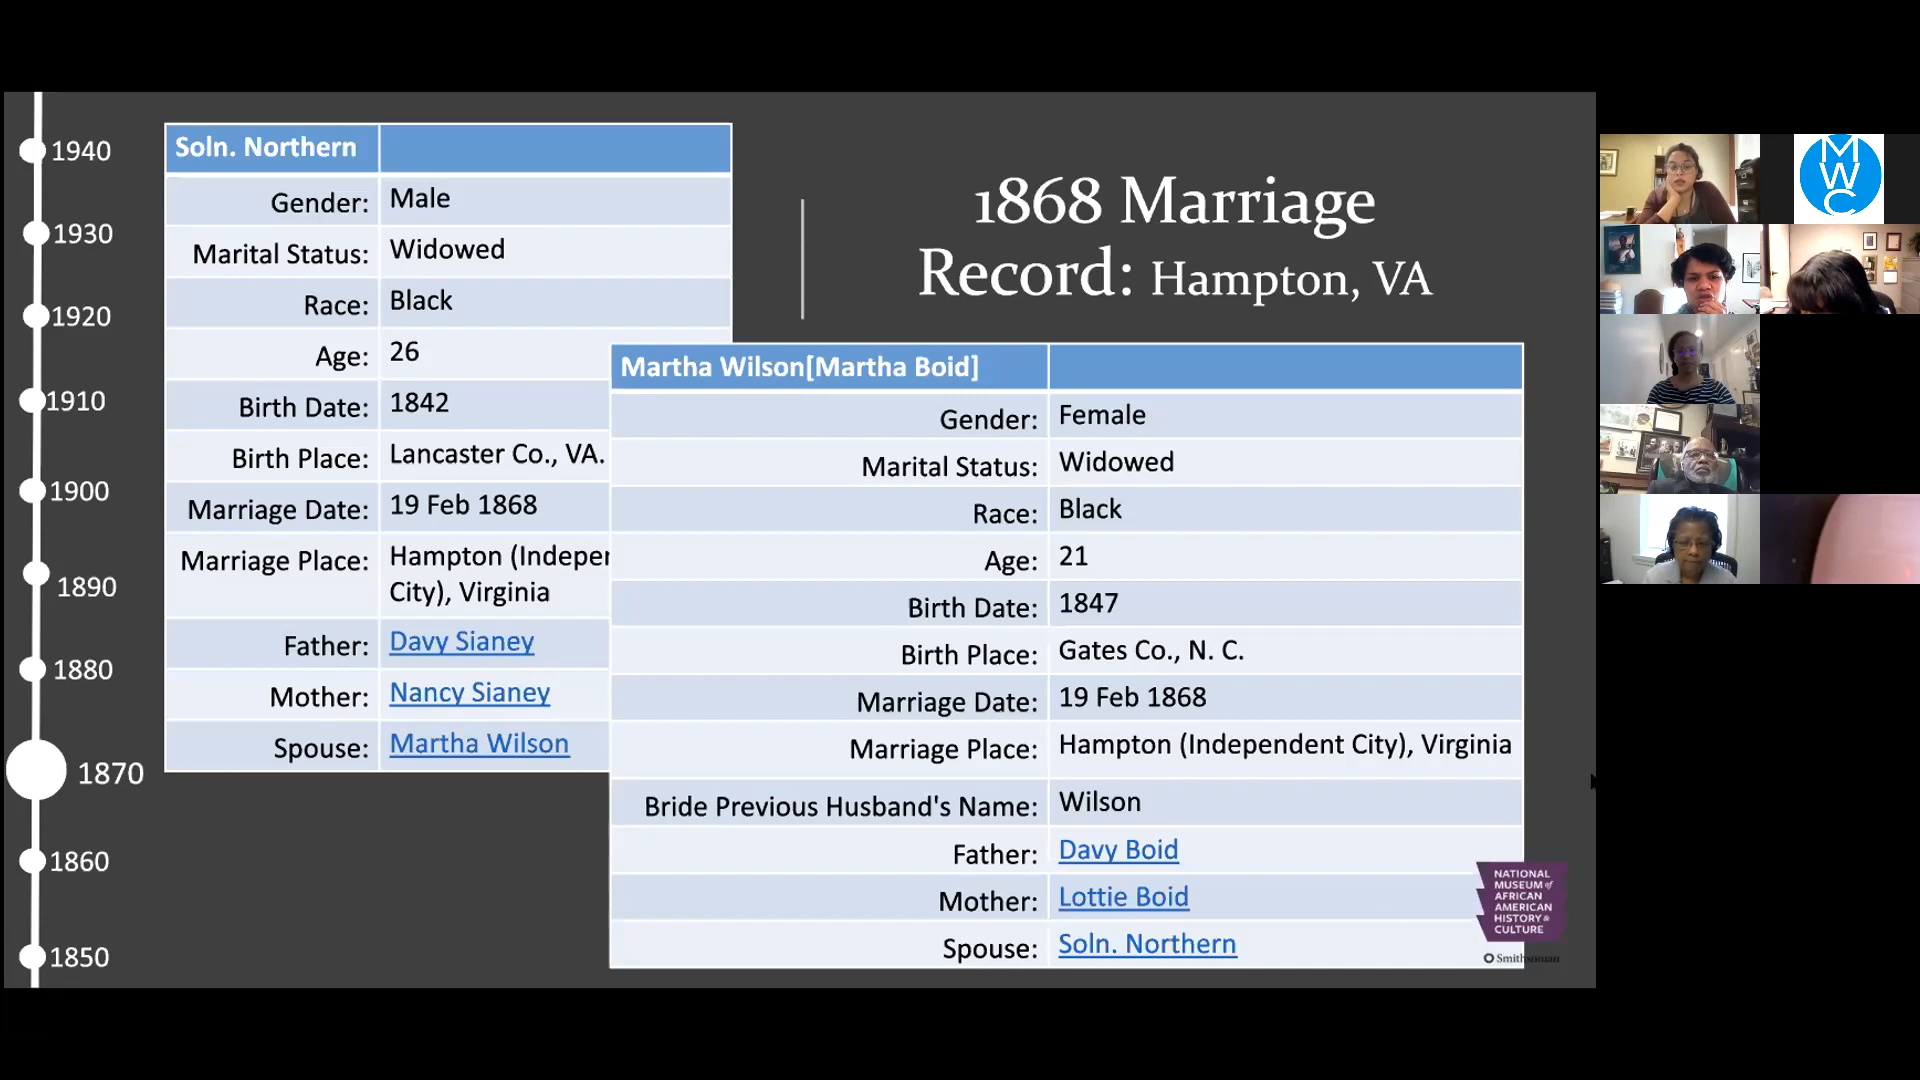 1940
1930
1920
1910
1900
1890
1880
1870
1860
1850
Soln. Northern
Gender: Male
Marital Status: Widowed
Race: Black
Age: 26
Birth Date: 1842
Birth Place: Lancaster Co., VA.
Marriage Date: 19 Feb 1868
Marriage Place: Hampton (Indeper
City), Virginia
Father: Davy Sianey
Mother: Nancy Sianey
Spouse: Martha Wilson
1868 Marriage
Record: Hampton, VA
Martha Wilson[Martha Boid]
Gender: Female
Marital Status: Widowed
Race: Black
Age: 21
Birth Date: 1847
Birth Place: Gates Co., N. C.
Marriage Date: 19 Feb 1868
Marriage Place: Hampton (Independent City), Virginia
Bride Previous Husband's Name: Wilson
Father: Davy Boid
Mother: Lottie Boid
Spouse: Soln. Northern
NATIONAL
MUSEUM of
AFRICAN
AMERICAN
HISTORY &
CULTURE
Smithsonian
M
W
C